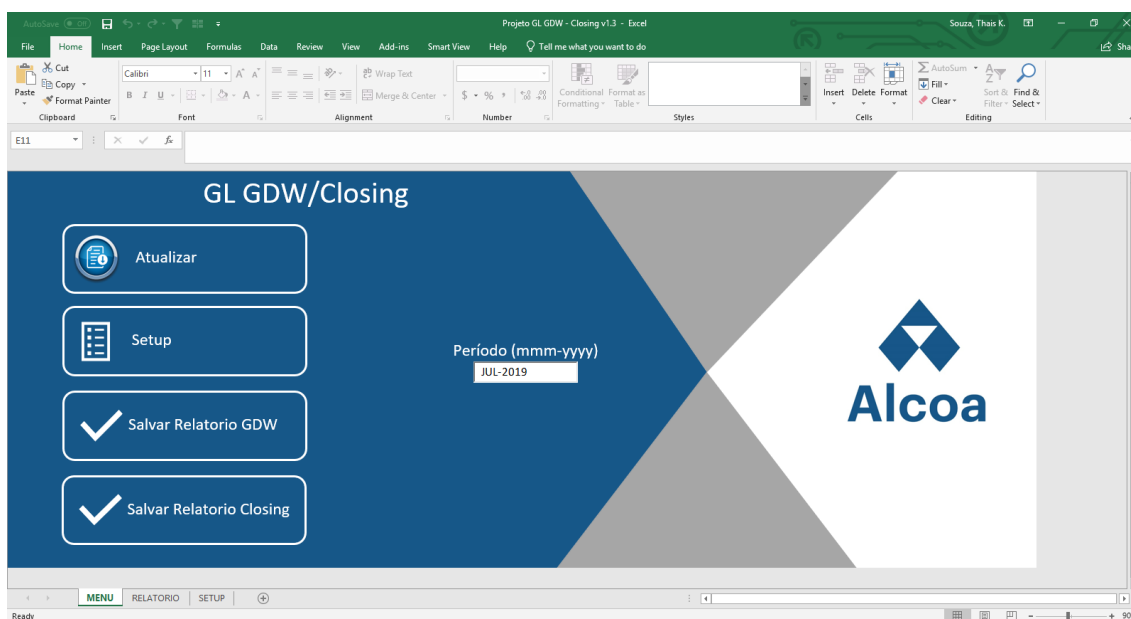 AutoSave Off
Projeto GL GDW - Closing v1.3 - Excel
Souza, Thais K.
File Home Insert Page Layout Formulas Data Review View Add-ins Smart View Help Tell me what you want to do
Cut
Copy
Format Painter
Paste
Clipboard
Calibri 11
B I U
Font
Wrap Text
Merge & Center
Alignment
$ % ,
Number
Conditional Formatting
Format as Table
Styles
Insert Delete Format
Cells
AutoSum
Fill
Clear
Sort & Filter
Find & Select
Editing
E11
fx
GL GDW/Closing
Atualizar
Setup
Salvar Relatorio GDW
Salvar Relatorio Closing
Período (mmm-yyyy)
JUL-2019
Alcoa
MENU RELATORIO SETUP
Ready